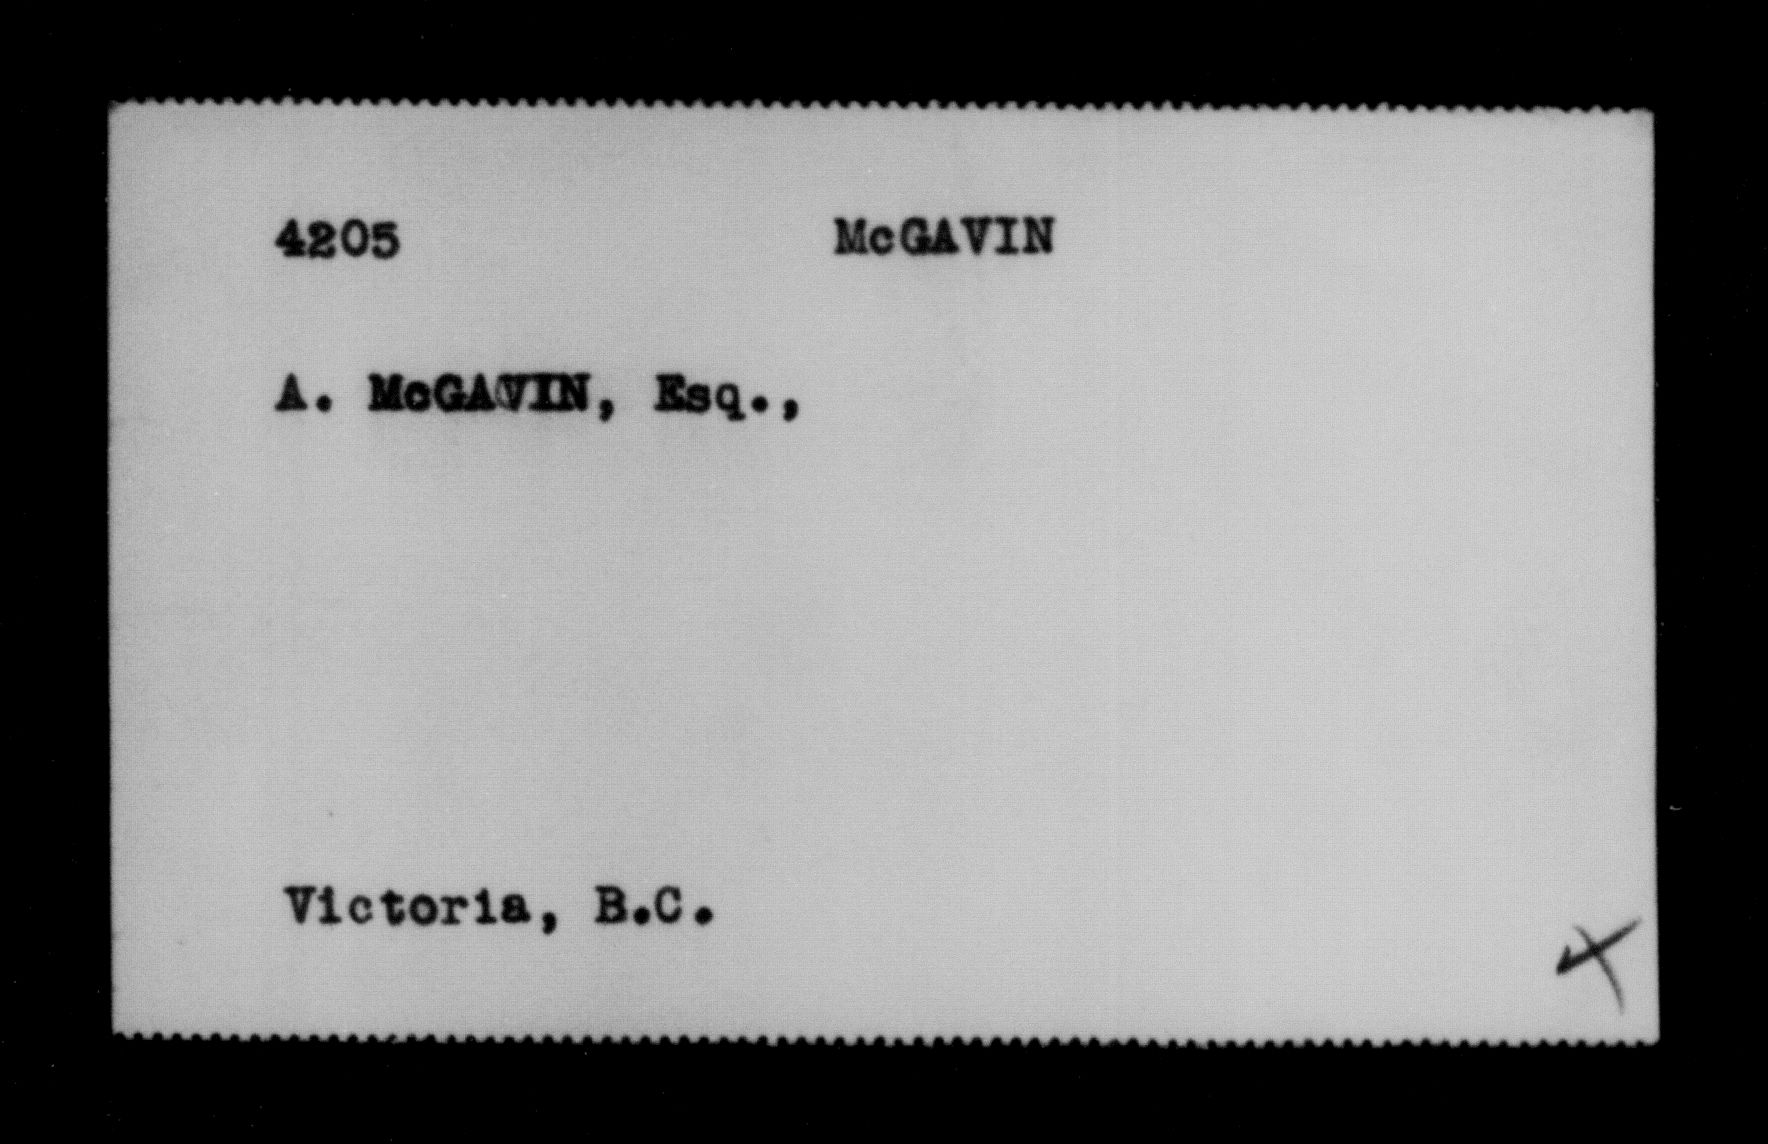 4205 McGAVIN
A. McGAVIN, Esq.,
Victoria, B.C.